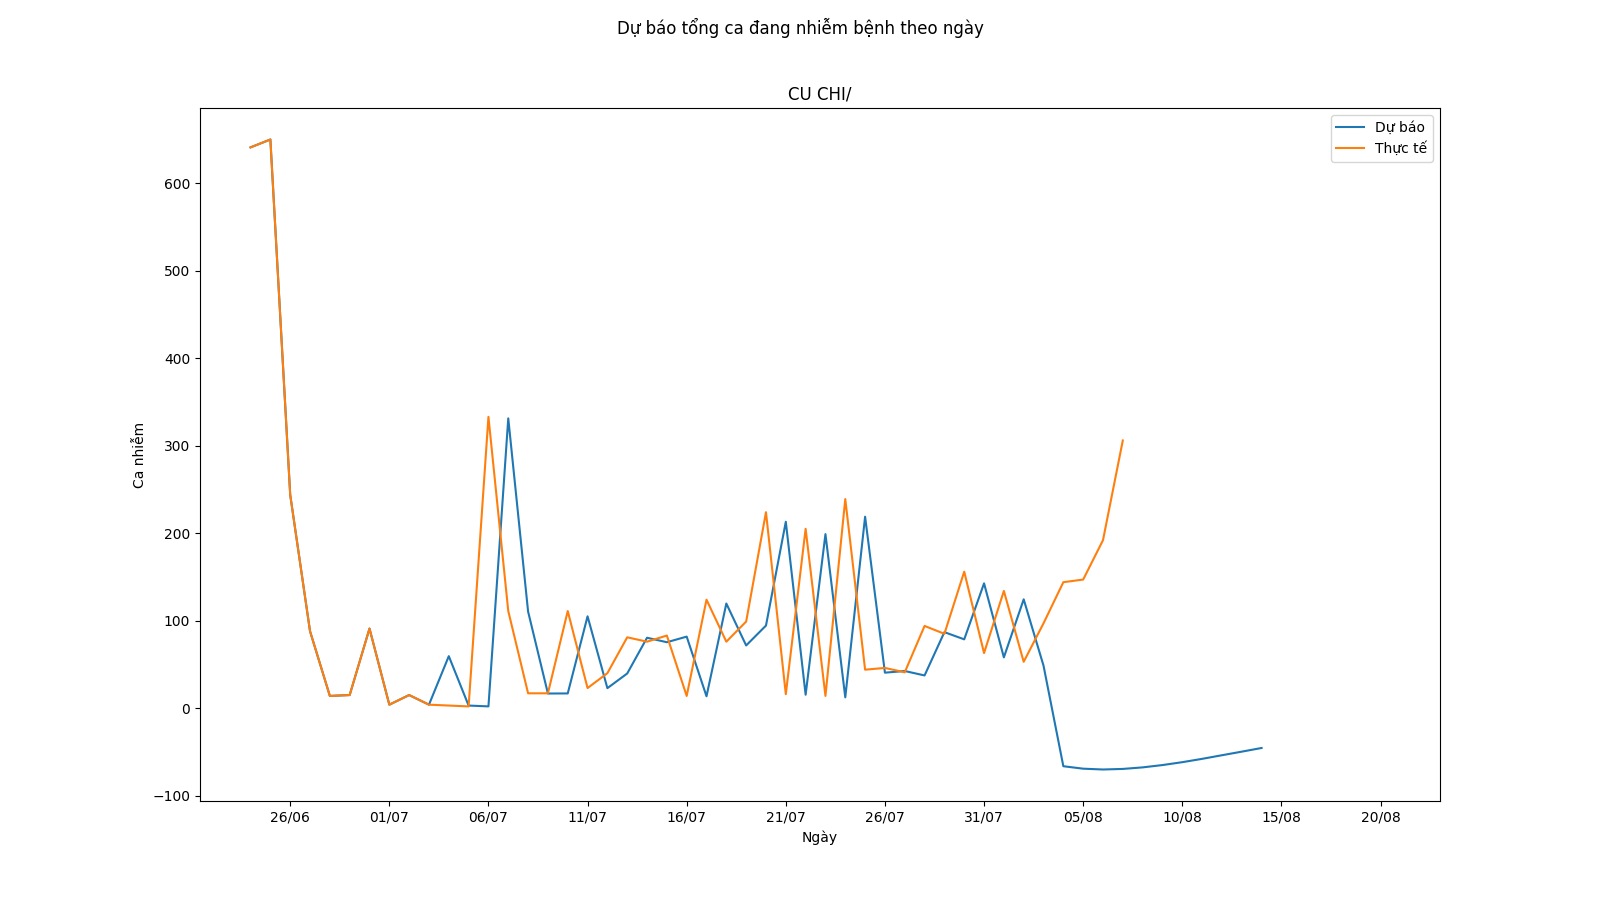 Dự báo tổng ca đang nhiễm bệnh theo ngày
CU CHI/
Dự báo
Thực tế
Ca nhiễm
600
500
400
300
200
100
0
−100
26/06 01/07 06/07 11/07 16/07 21/07 26/07 31/07 05/08 10/08 15/08 20/08
Ngày